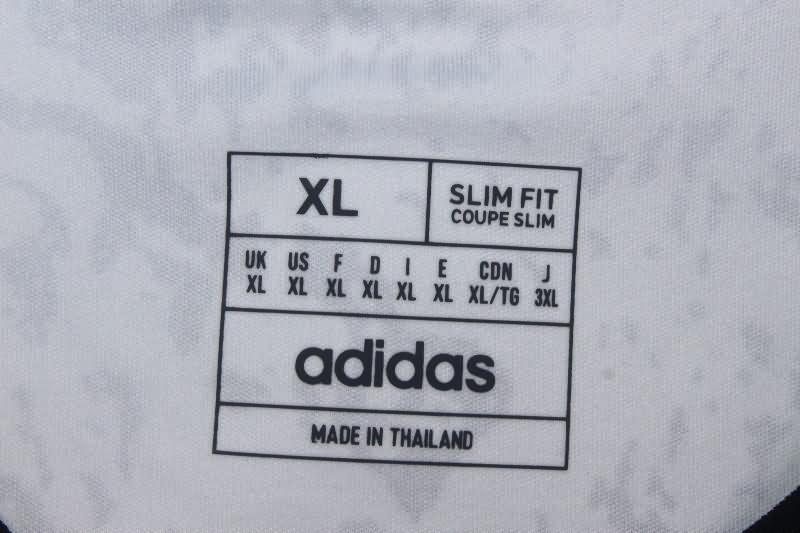 XL
SLIM FIT
COUPE SLIM
UK US F D I E CDN J
XL XL XL XL XL XL XL/TG 3XL
adidas
MADE IN THAILAND